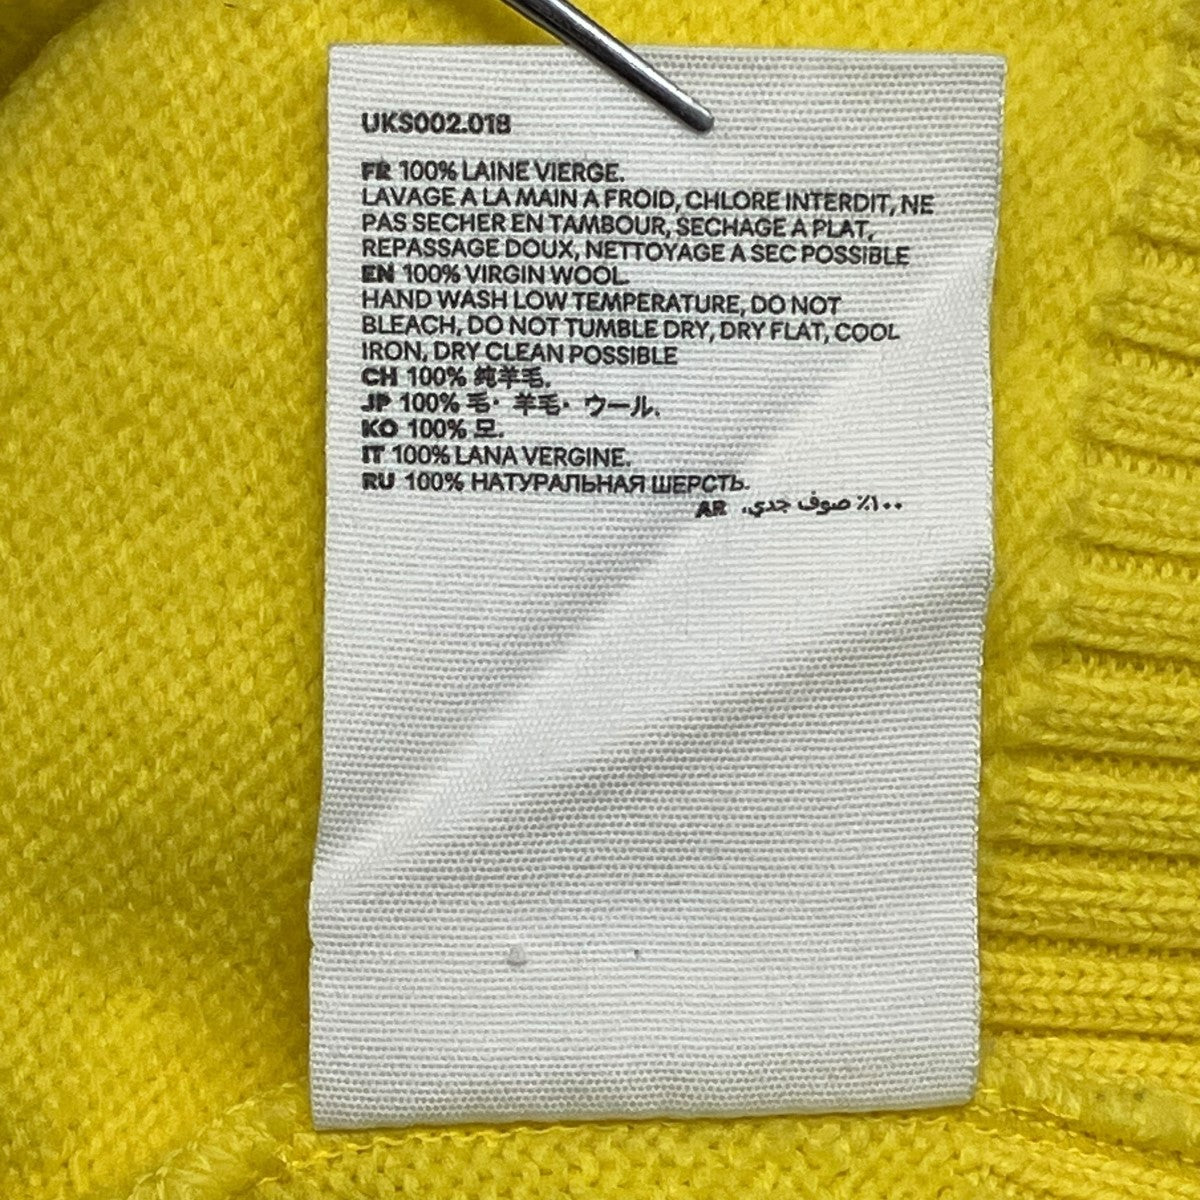 UKS002.018
FR 100% LAINE VIERGE.
LAVAGE A LA MAIN A FROID, CHLORE INTERDIT, NE
PAS SECHER EN TAMBOUR, SECHAGE A PLAT,
REPASSAGE DOUX, NETTOYAGE A SEC POSSIBLE
EN 100% VIRGIN WOOL.
HAND WASH LOW TEMPERATURE, DO NOT
BLEACH, DO NOT TUMBLE DRY, DRY FLAT, COOL
IRON, DRY CLEAN POSSIBLE
CH 100% 纯羊毛.
JP 100% 毛・羊毛・ウール.
KO 100% 모.
IT 100% LANA VERGINE.
RU 100% НАТУРАЛЬНАЯ ШЕРСТЬ.
١٠٠٪ صوف جدي. AR